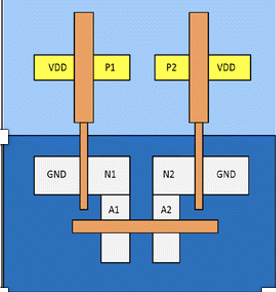 VDD P1 P2 VDD
GND N1 N2 GND
A1 A2